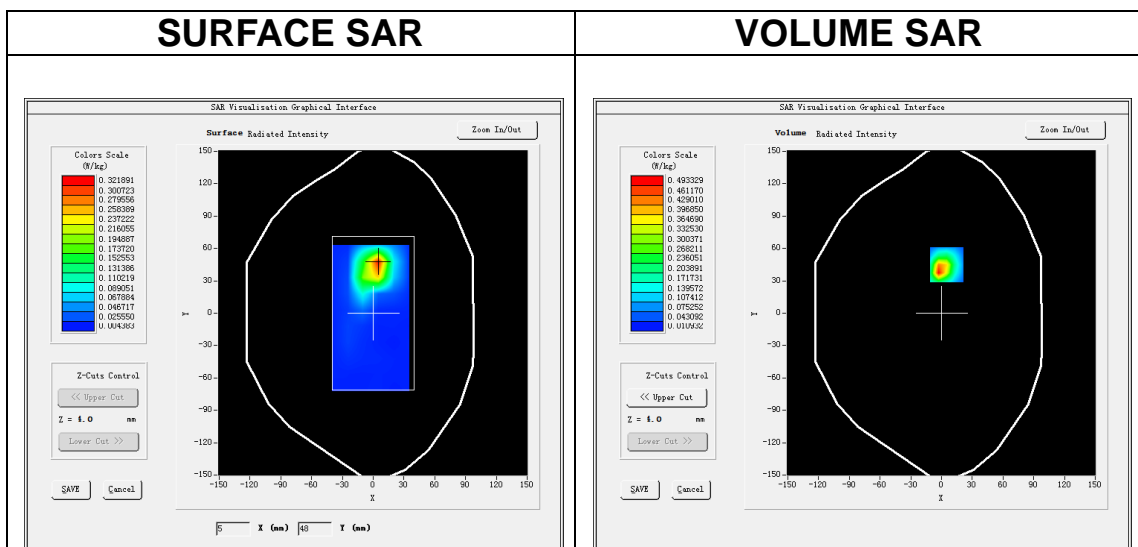 SURFACE SAR
SAR Visualisation Graphical Interface
Surface Radiated Intensity
Zoom In/Out
Colors Scale
(W/kg)
0.321891
0.300723
0.279556
0.258389
0.237222
0.216055
0.194887
0.173720
0.152553
0.131386
0.110219
0.089051
0.067884
0.046717
0.025550
0.004383
150
120
90
60
30
0
-30
-60
-90
-120
-150
Y
-150 -120 -90 -60 -30 0 30 60 90 120 150
X
Z-Cuts Control
<< Upper Cut
Z = 4.0 mm
Lower Cut >>
SAVE Cancel
5 X (mm) 48 Y (mm)
VOLUME SAR
SAR Visualisation Graphical Interface
Volume Radiated Intensity
Zoom In/Out
Colors Scale
(W/kg)
0.493329
0.461170
0.429010
0.396850
0.364690
0.332530
0.300371
0.268211
0.236051
0.203891
0.171731
0.139572
0.107412
0.075252
0.043092
0.010932
150
120
90
60
30
0
-30
-60
-90
-120
-150
Y
-150 -120 -90 -60 -30 0 30 60 90 120 150
X
Z-Cuts Control
<< Upper Cut
Z = 4.0 mm
Lower Cut >>
SAVE Cancel